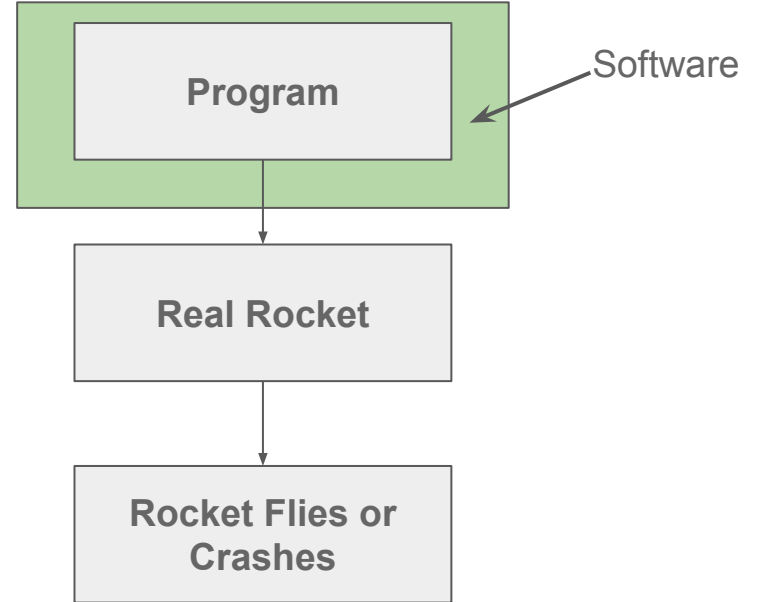 Program
Software
Real Rocket
Rocket Flies or
Crashes